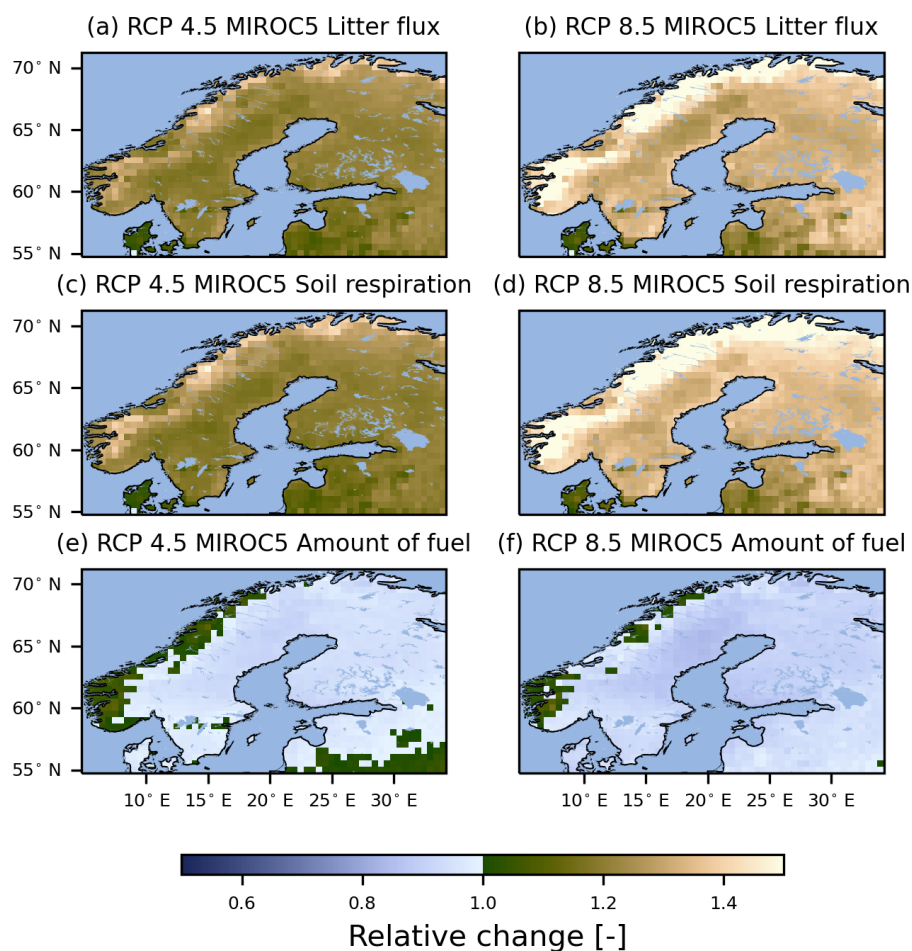 (a) RCP 4.5 MIROC5 Litter flux
(b) RCP 8.5 MIROC5 Litter flux
70° N
65° N
60° N
55° N
(c) RCP 4.5 MIROC5 Soil respiration
(d) RCP 8.5 MIROC5 Soil respiration
70° N
65° N
60° N
55° N
(e) RCP 4.5 MIROC5 Amount of fuel
(f) RCP 8.5 MIROC5 Amount of fuel
70° N
65° N
60° N
55° N
10° E 15° E 20° E 25° E 30° E
10° E 15° E 20° E 25° E 30° E
0.6 0.8 1.0 1.2 1.4
Relative change [-]